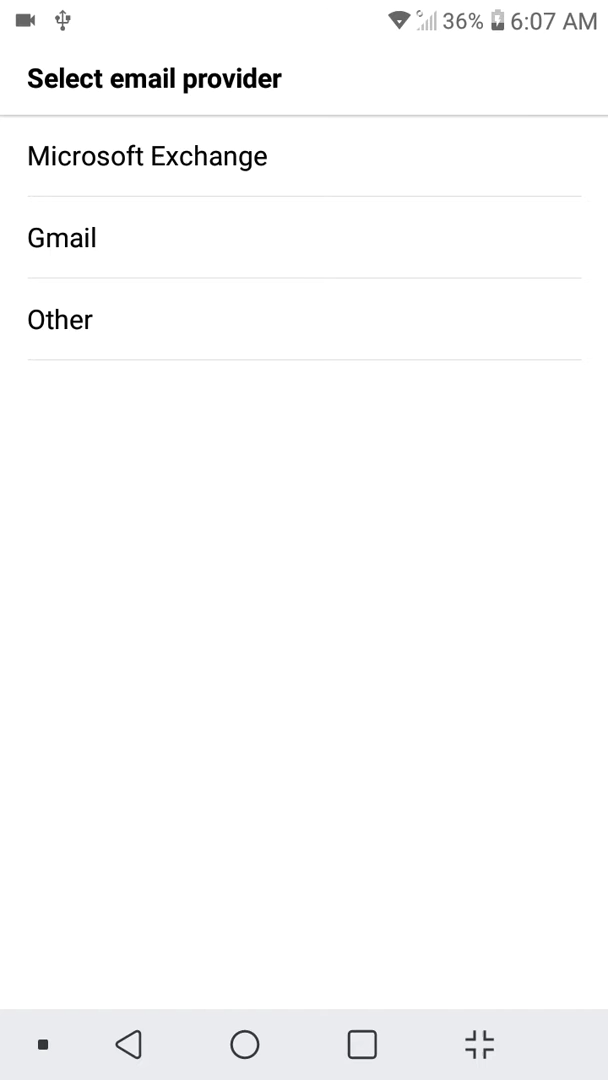 36% 6:07 AM
Select email provider
Microsoft Exchange
Gmail
Other